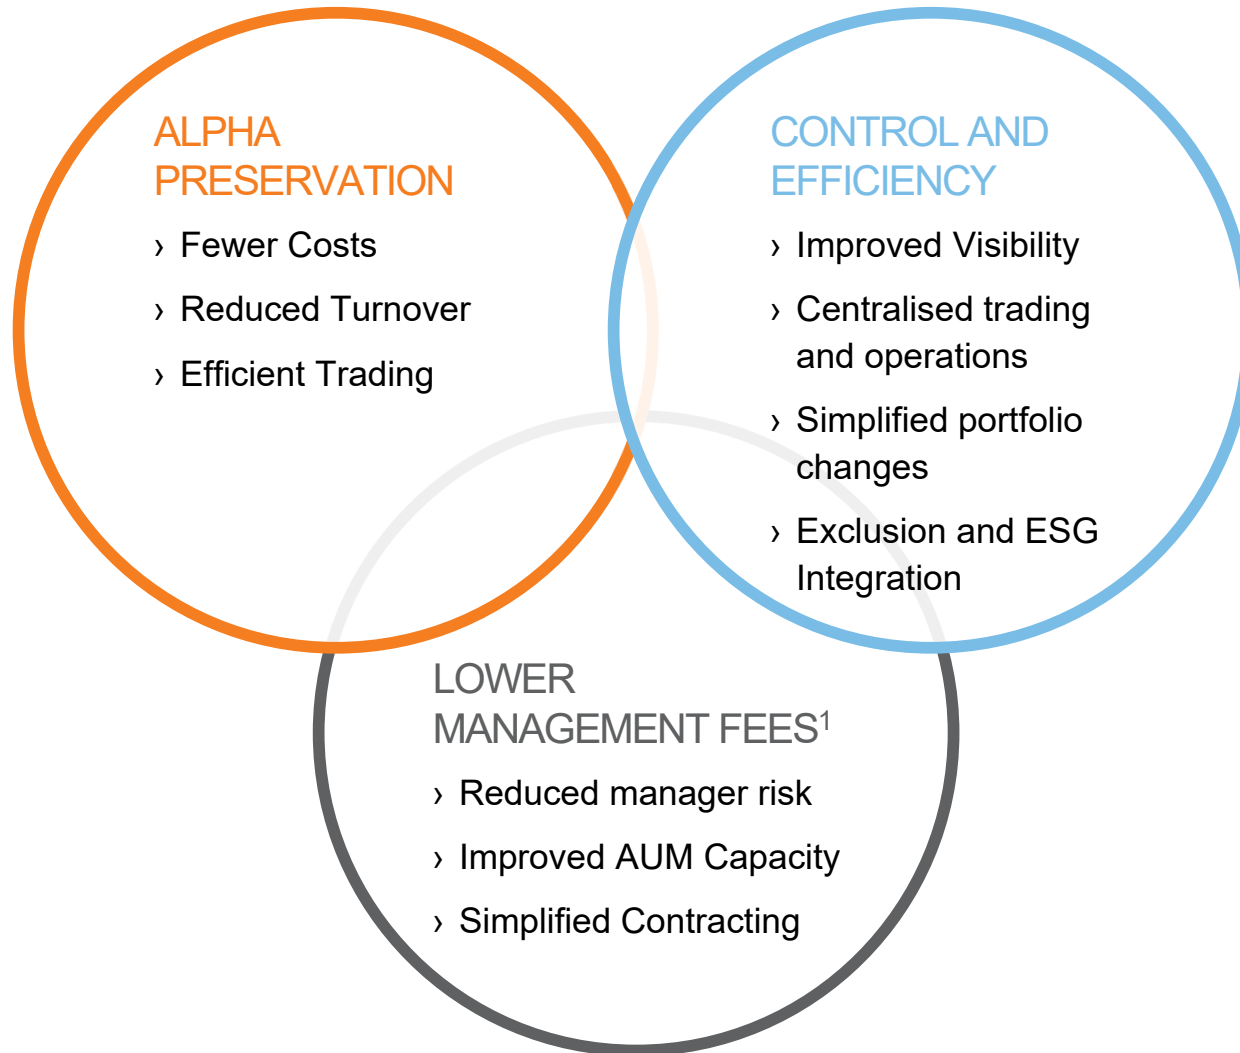 ALPHA
PRESERVATION
› Fewer Costs
› Reduced Turnover
› Efficient Trading
CONTROL AND
EFFICIENCY
› Improved Visibility
› Centralised trading
and operations
› Simplified portfolio
changes
› Exclusion and ESG
Integration
LOWER
MANAGEMENT FEES¹
› Reduced manager risk
› Improved AUM Capacity
› Simplified Contracting